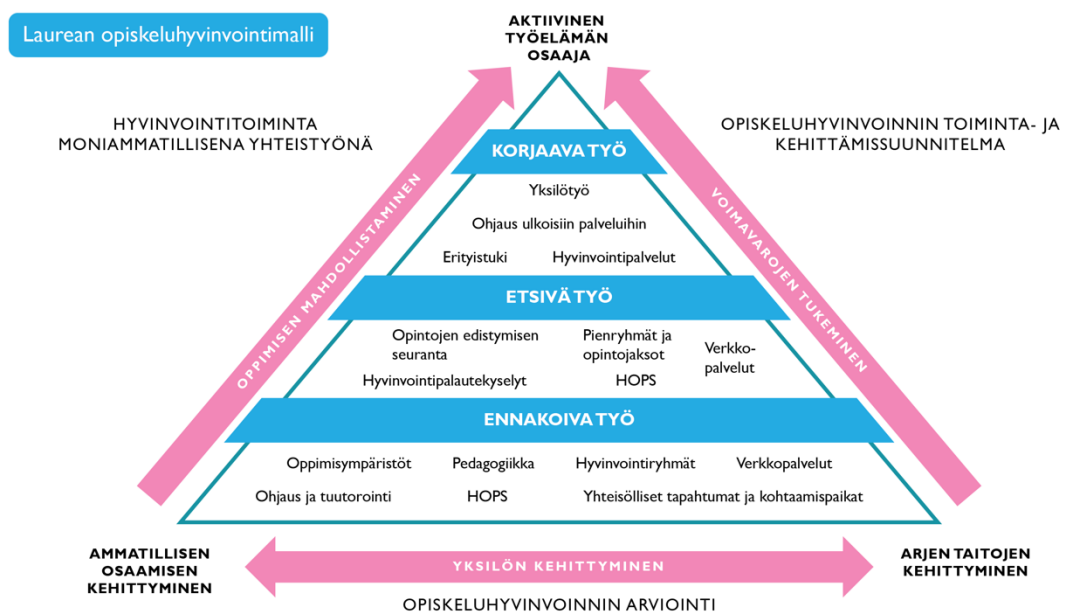 Laurean opiskeluhyvinvointimalli
AKTIIVINEN
TYÖELÄMÄN
OSAAJA
HYVINVOINTITOIMINTA
MONIAMMATILLISENA YHTEISTYÖNÄ
OPISKELUHYVINVOINNIN TOIMINTA- JA
KEHITTÄMISSUUNNITELMA
OPPIMISEN MAHDOLLISTAMINEN
VOIMAVAROJEN TUKEMINEN
KORJAAVA TYÖ
Yksilötyö
Ohjaus ulkoisiin palveluihin
Erityistuki
Hyvinvointipalvelut
ETSIVÄ TYÖ
Opintojen edistymisen
seuranta
Pienryhmät ja
opintojaksot
Verkko-
palvelut
Hyvinvointipalautekyselyt
HOPS
ENNAKOIVA TYÖ
Oppimisympäristöt
Pedagogiikka
Hyvinvointiryhmät
Verkkopalvelut
Ohjaus ja tuutorointi
HOPS
Yhteisölliset tapahtumat ja kohtaamispaikat
AMMATILLISEN
OSAAMISEN
KEHITTYMINEN
YKSILÖN KEHITTYMINEN
ARJEN TAITOJEN
KEHITTYMINEN
OPISKELUHYVINVOINNIN ARVIOINTI